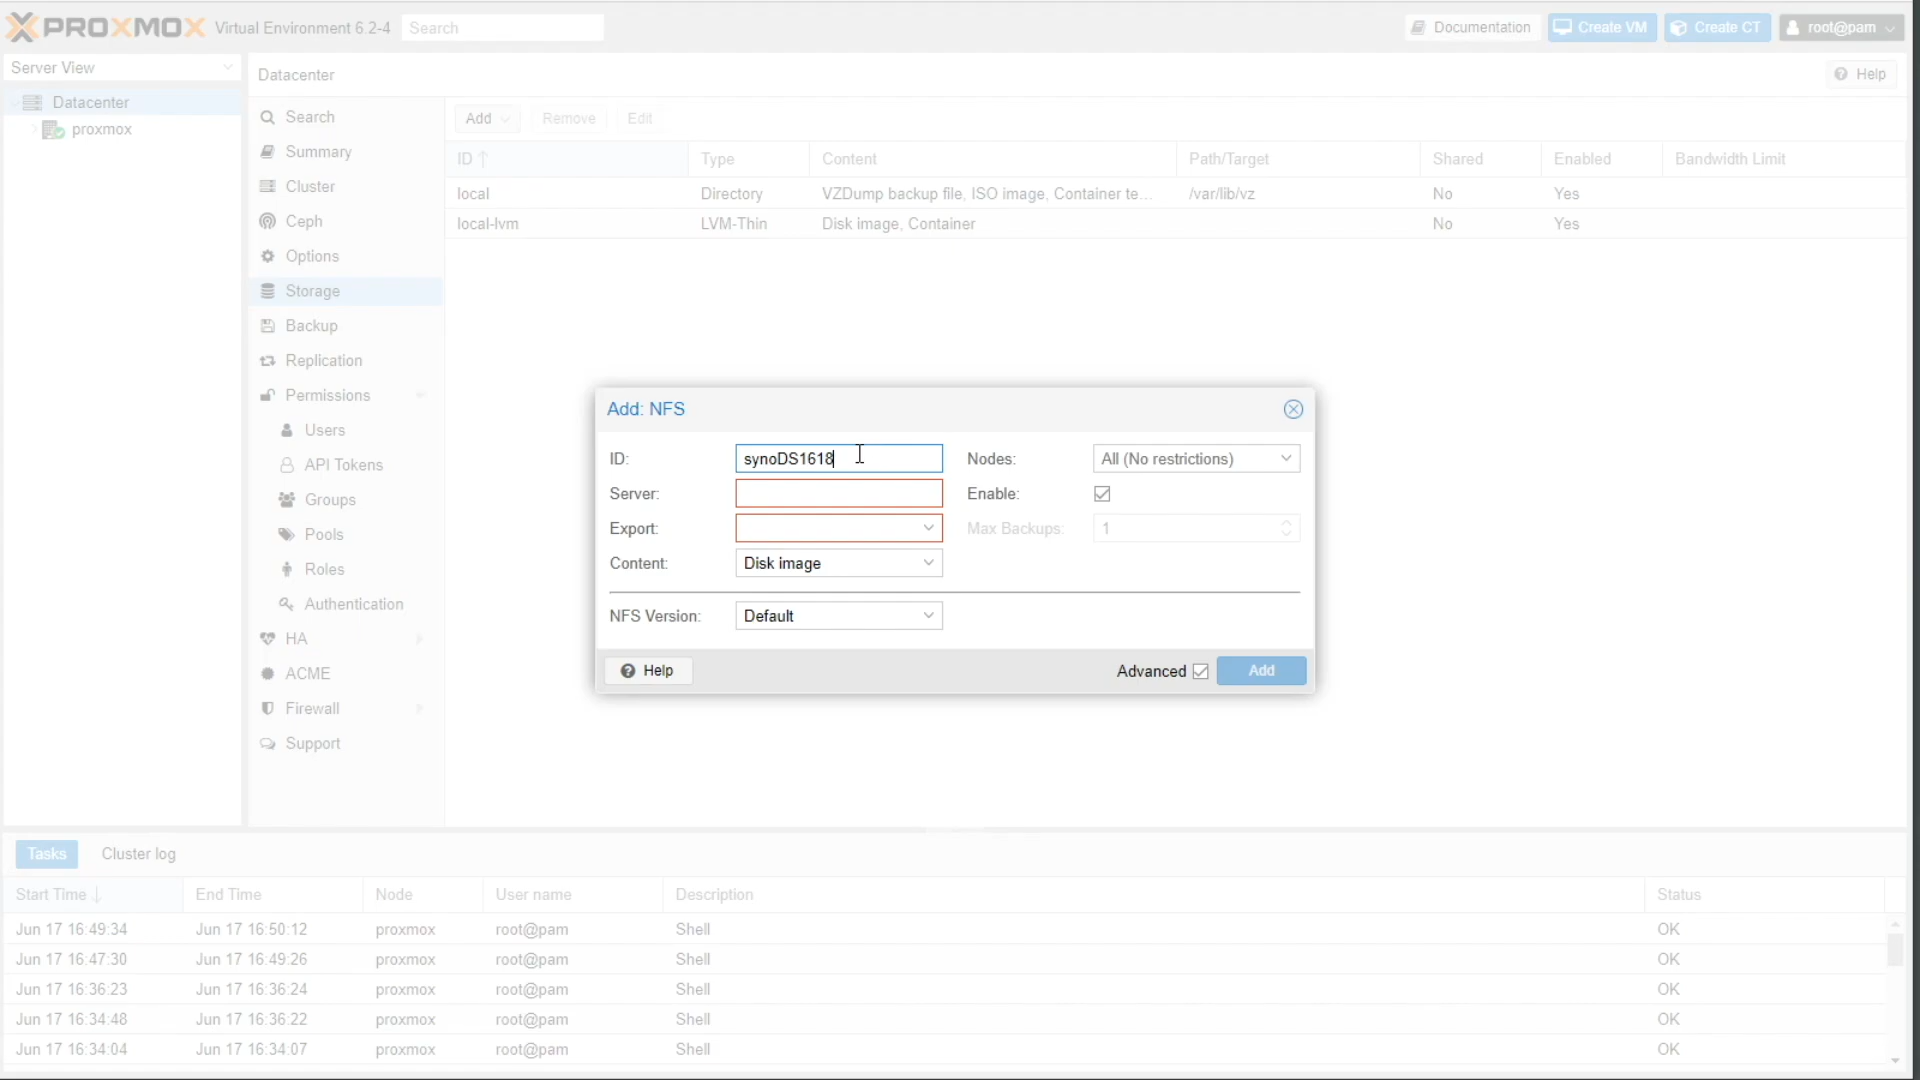 PROXMOX Virtual Environment 6.2-4 Search Documentation Create VM Create CT root@pam
Server View
Datacenter
proxmox
Datacenter Help
Search
Summary
Cluster
Ceph
Options
Storage
Backup
Replication
Permissions
Users
API Tokens
Groups
Pools
Roles
Authentication
HA
ACME
Firewall
Support
Add Remove Edit
ID Type Content Path/Target Shared Enabled Bandwidth Limit
local Directory VZDump backup file, ISO image, Container te... /var/lib/vz No Yes
local-lvm LVM-Thin Disk image, Container No Yes
Add: NFS
ID: synoDS1618 Nodes: All (No restrictions)
Server: Enable:
Export: Max Backups: 1
Content: Disk image
NFS Version: Default
Help Advanced Add
Tasks Cluster log
Start Time End Time Node User name Description Status
Jun 17 16:49:34 Jun 17 16:50:12 proxmox root@pam Shell OK
Jun 17 16:47:30 Jun 17 16:49:26 proxmox root@pam Shell OK
Jun 17 16:36:23 Jun 17 16:36:24 proxmox root@pam Shell OK
Jun 17 16:34:48 Jun 17 16:36:22 proxmox root@pam Shell OK
Jun 17 16:34:04 Jun 17 16:34:07 proxmox root@pam Shell OK